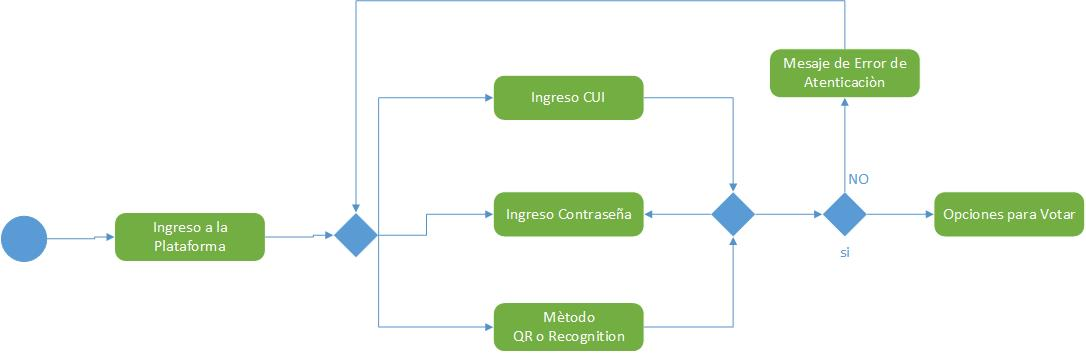 Ingreso a la
Plataforma
Ingreso CUI
Ingreso Contraseña
Mètodo
QR o Recognition
Mesaje de Error de
Atenticaciòn
NO
si
Opciones para Votar